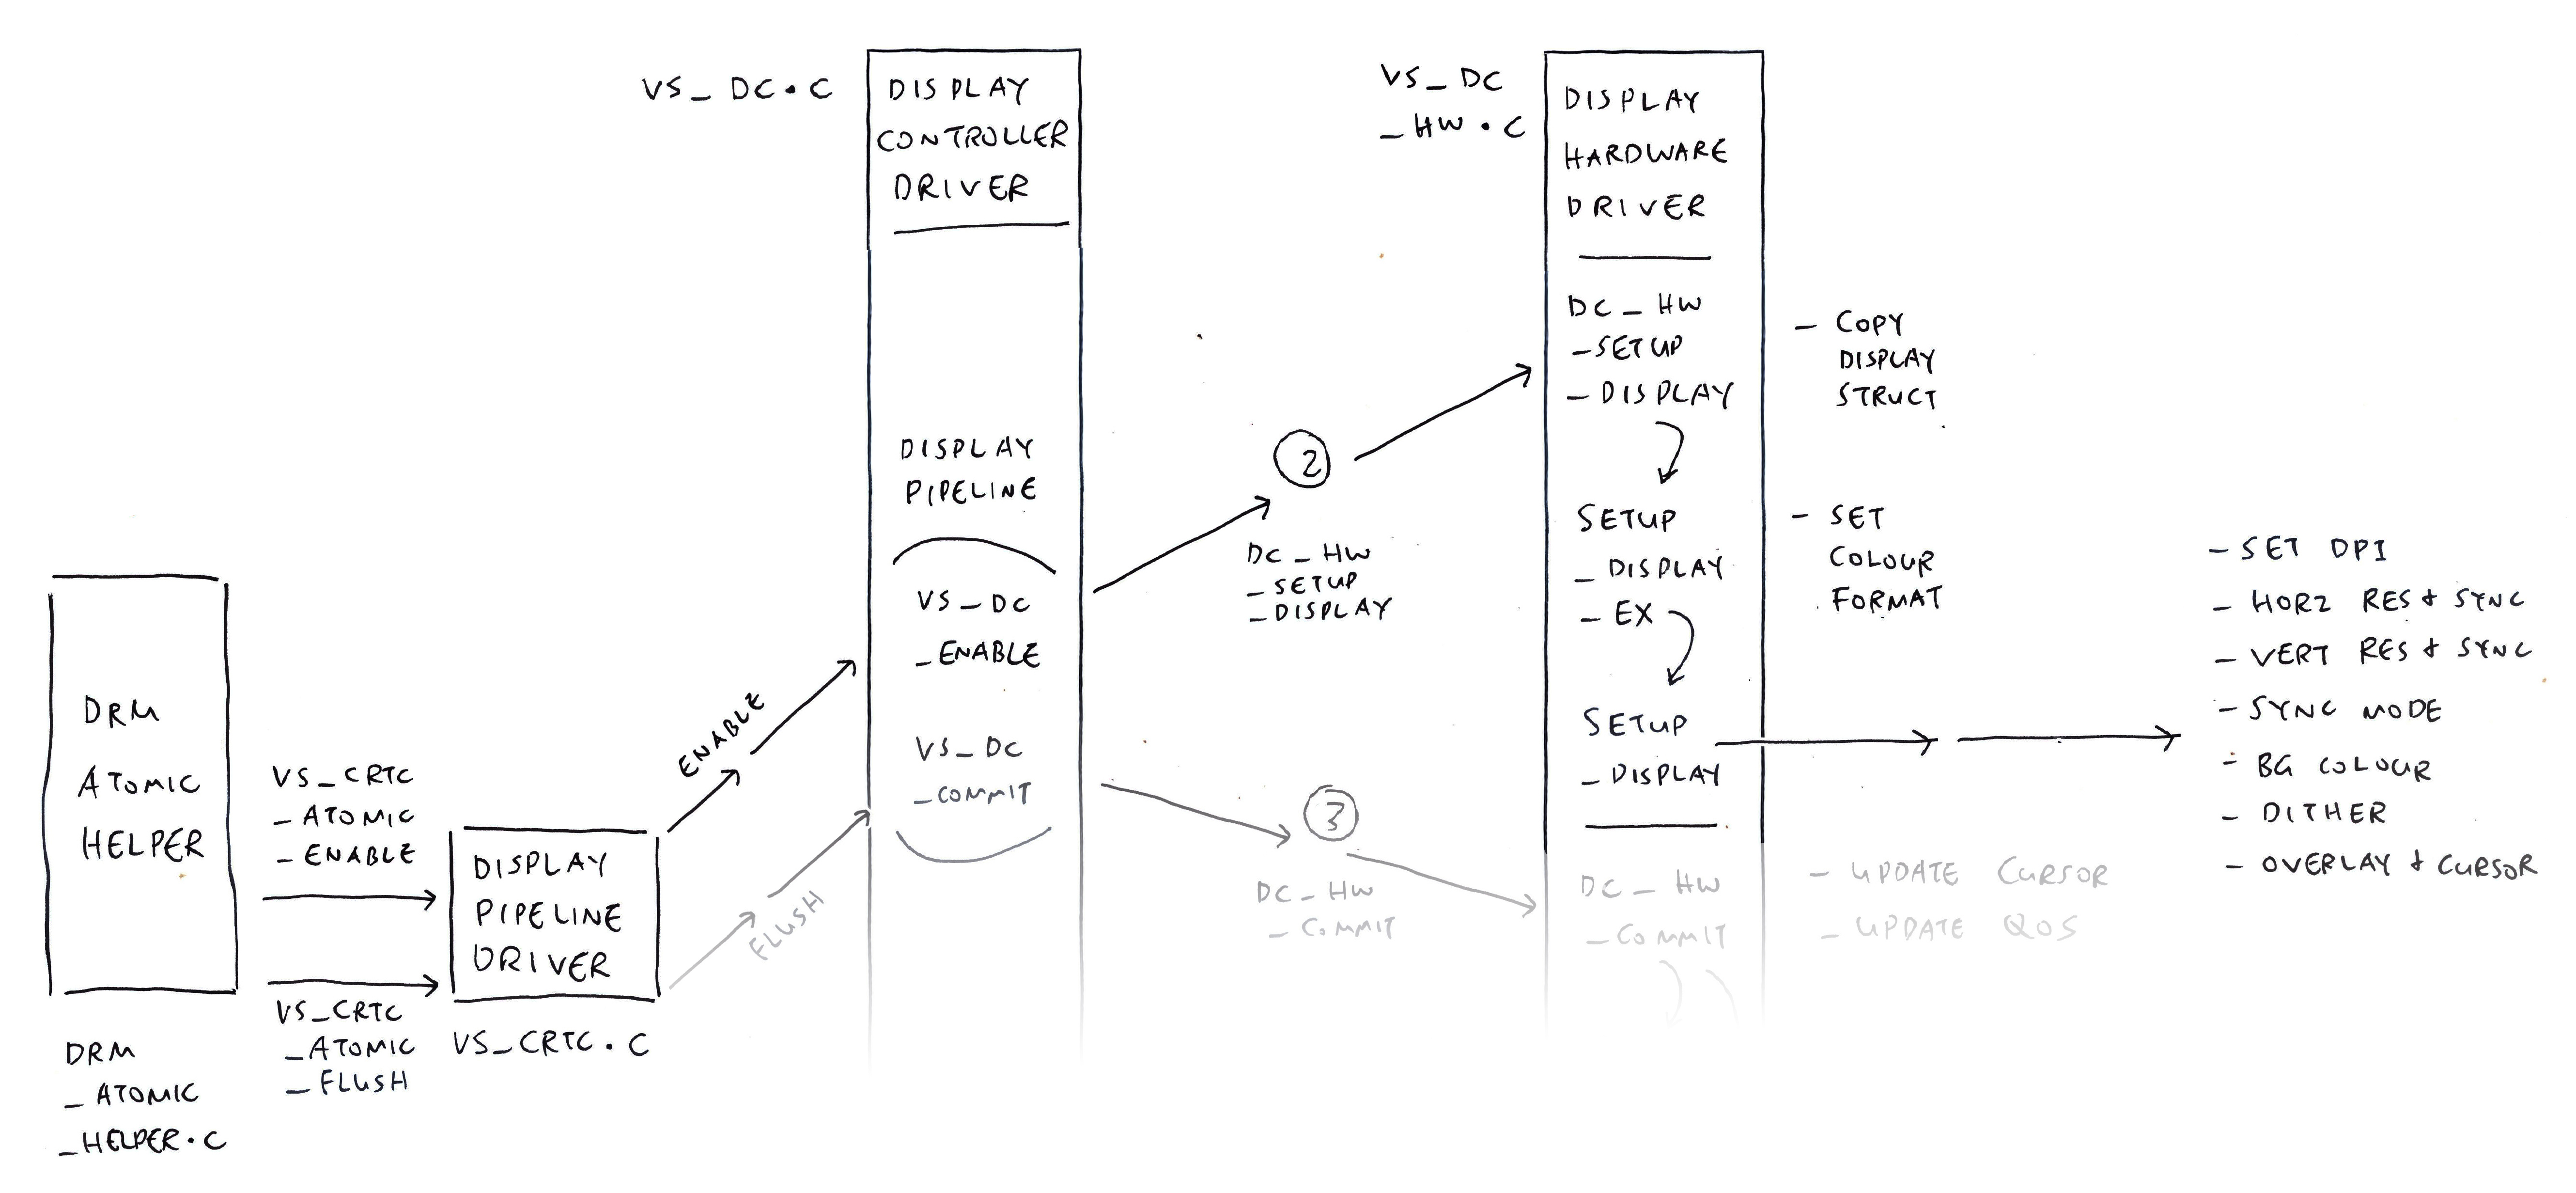 VS_ DC.C
DISPLAY
CONTROLLER
DRIVER
DISPLAY
PIPELINE
VS_DC
_ENABLE
VS_DC
_COMMIT
VS_DC
_HW.C
DISPLAY
HARDWARE
DRIVER
DC_HW
_SETUP
_DISPLAY
SETUP
_DISPLAY
_EX
SETUP
_DISPLAY
DC_HW
_COMMIT
- COPY
DISPLAY
STRUCT
- SET
COLOUR
FORMAT
- UPDATE CURSOR
- UPDATE QOS
- SET DPI
- HORZ RES & SYNC
- VERT RES & SYNC
- SYNC MODE
- BG COLOUR
- DITHER
- OVERLAY & CURSOR
2
DC_HW
_SETUP
_DISPLAY
3
DC_HW
_COMMIT
ENABLE
FLUSH
DRM
ATOMIC
HELPER
DRM
_ATOMIC
_HELPER.C
VS_CRTC
_ATOMIC
_ENABLE
VS_CRTC
_ATOMIC
_FLUSH
DISPLAY
PIPELINE
DRIVER
VS_CRTC.C